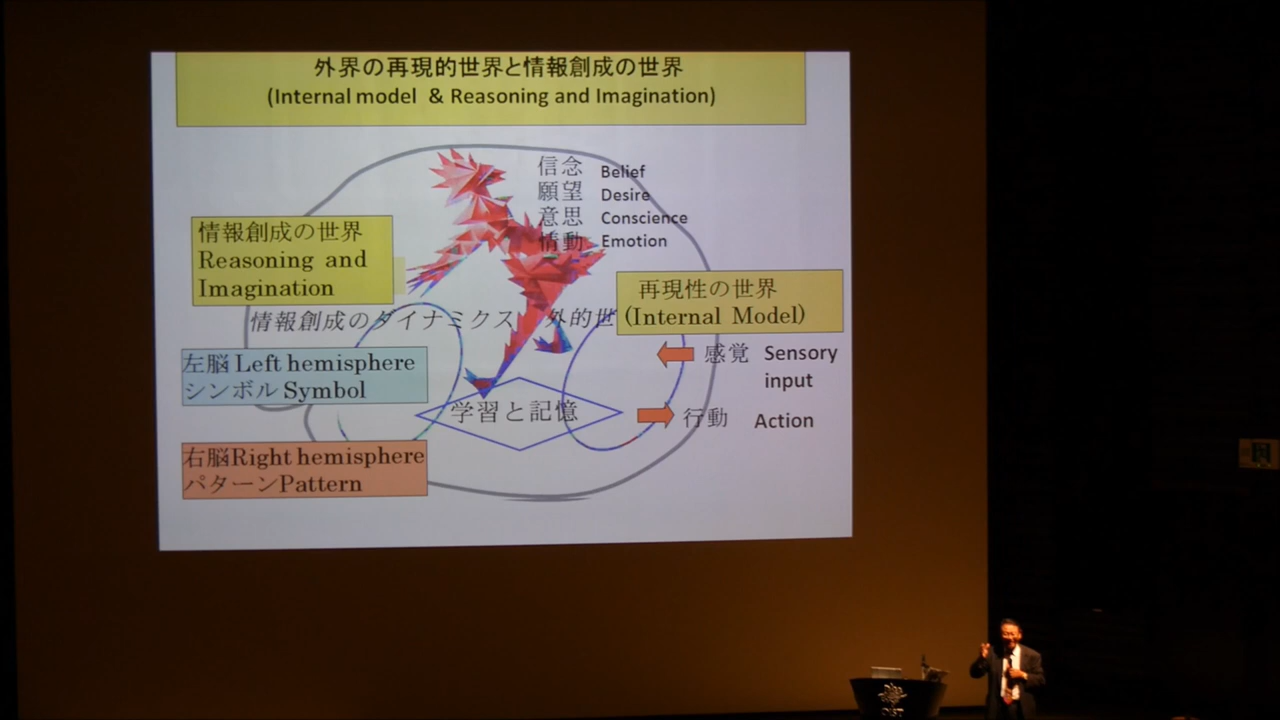 外界の再現的世界と情報創成の世界
(Internal model & Reasoning and Imagination)
信念 Belief
願望 Desire
意思 Conscience
情動 Emotion
情報創成の世界
Reasoning and
Imagination
再現性の世界
(Internal Model)
情報創成のダイナミクス 外的世
左脳 Left hemisphere
シンボル Symbol
感覚 Sensory
input
学習と記憶
行動 Action
右脳Right hemisphere
パターンPattern
OIST